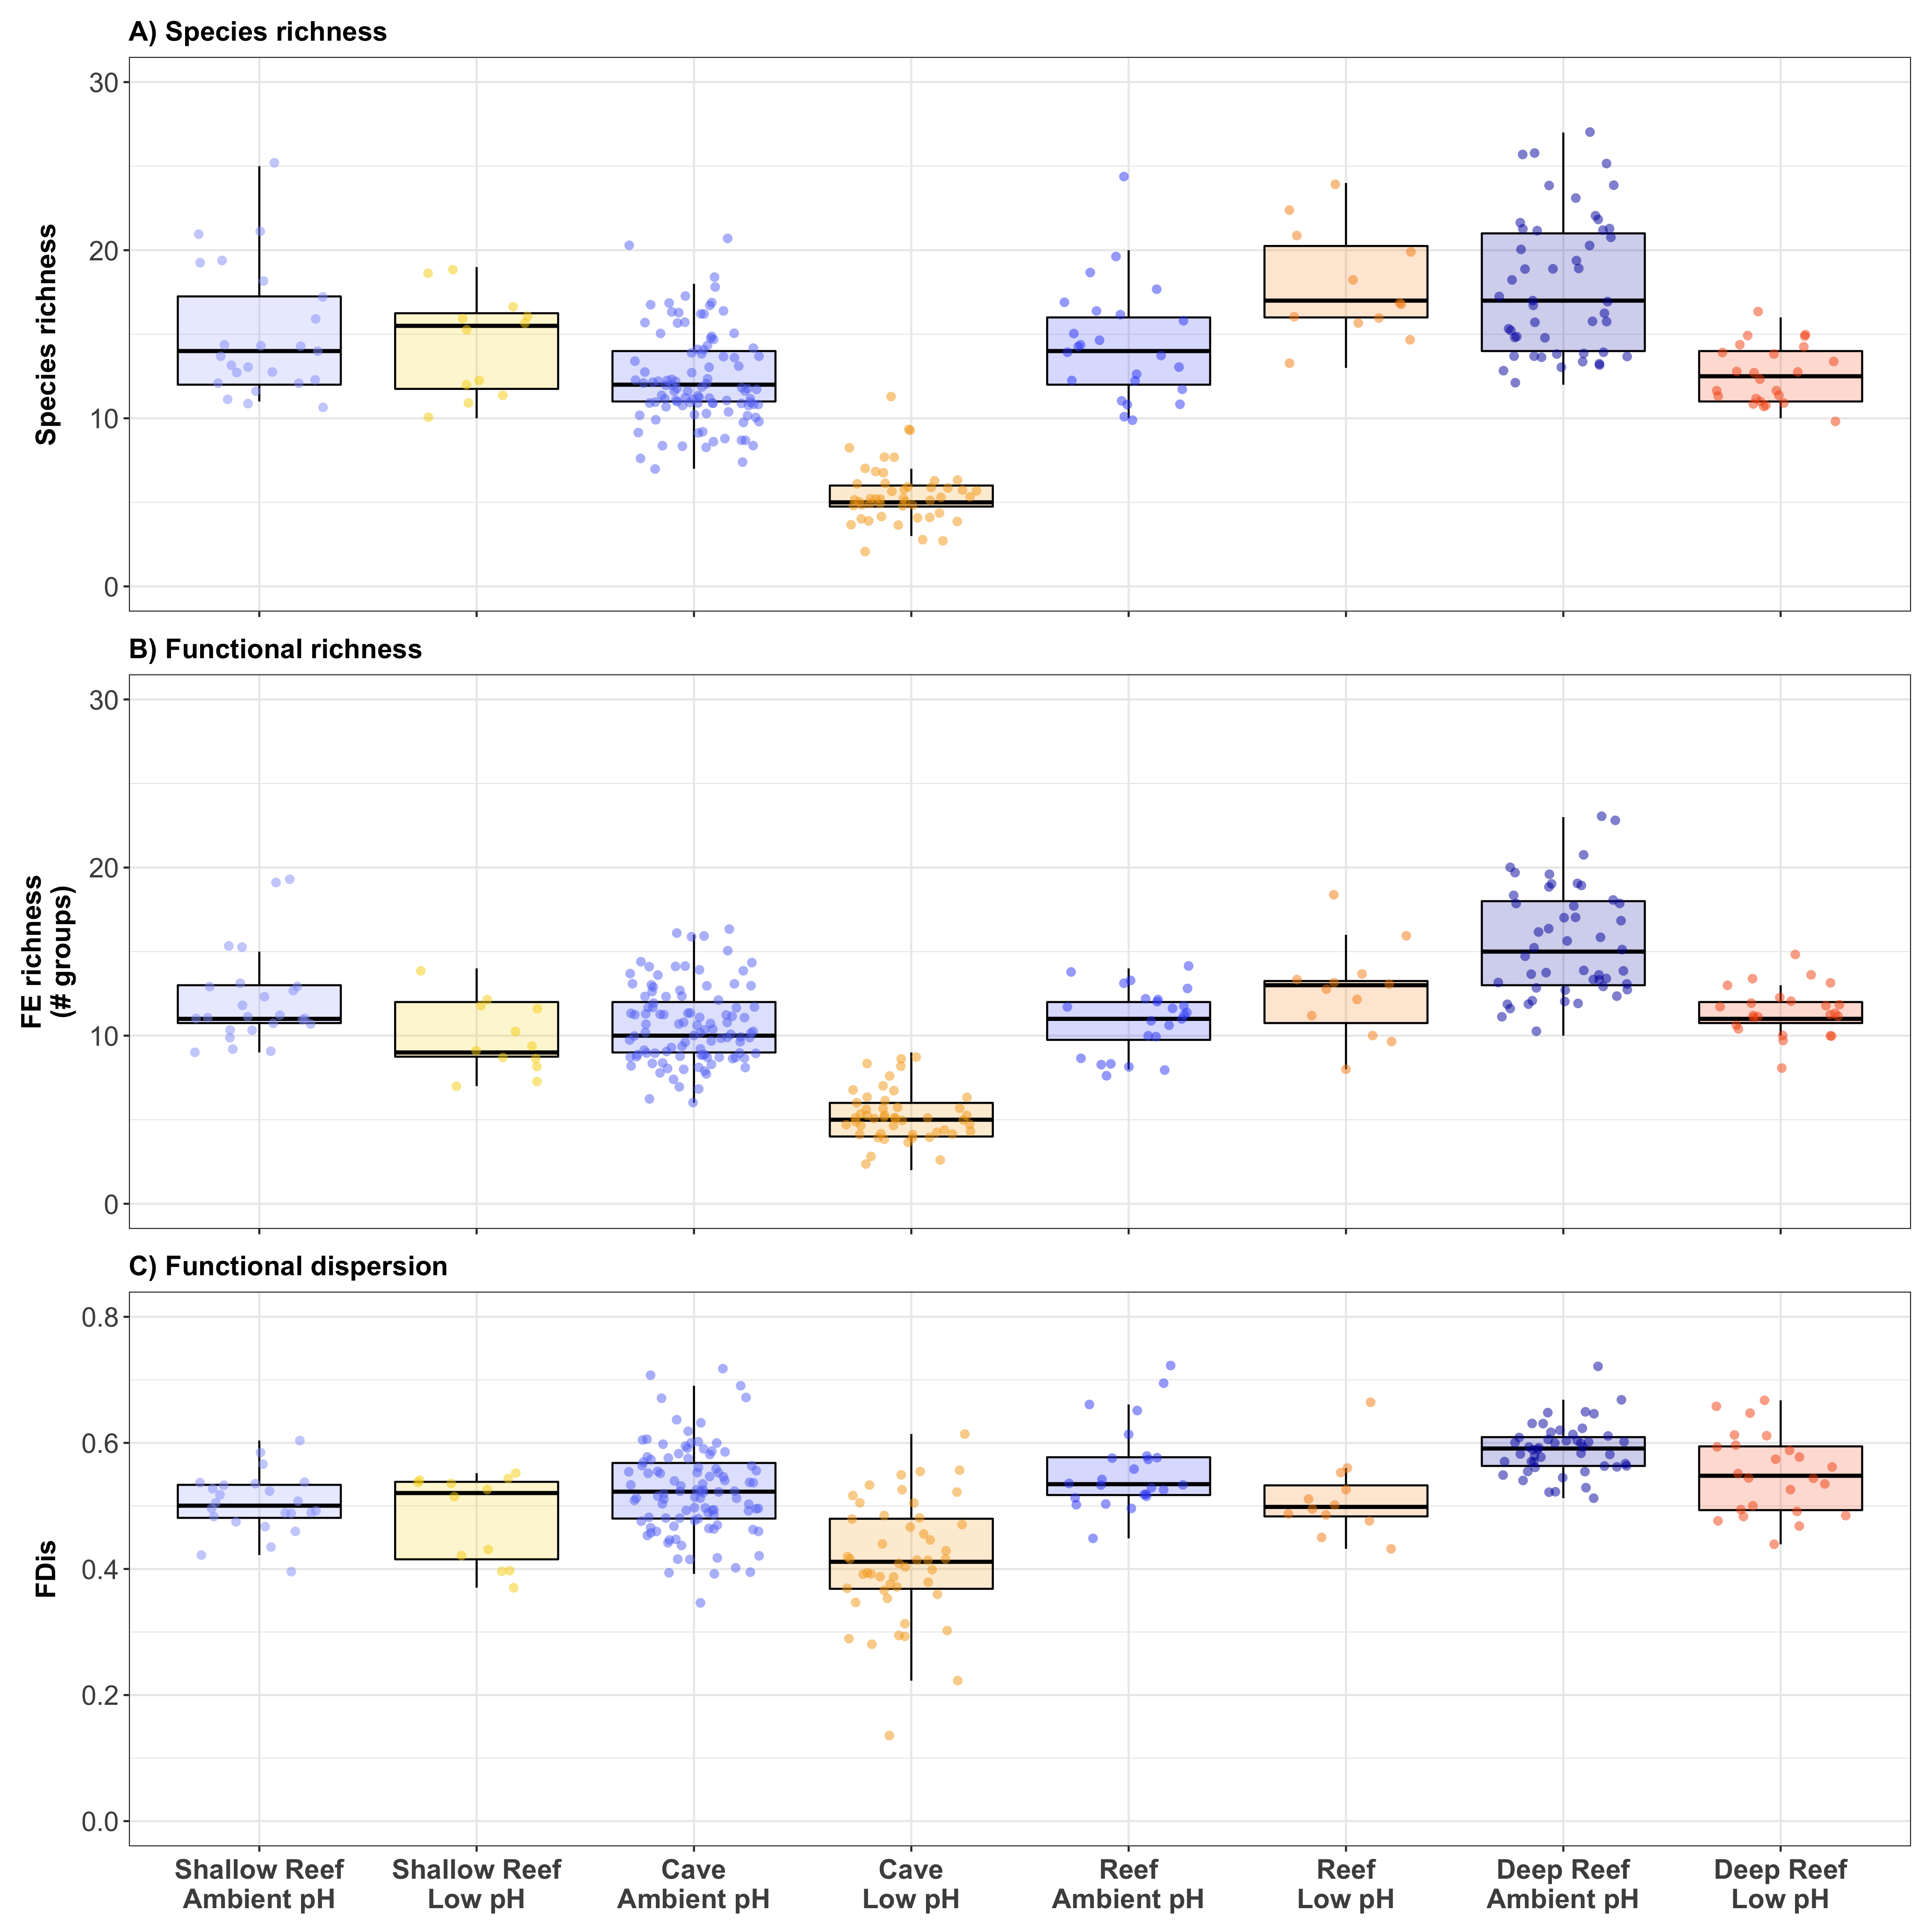 A) Species richness
30
20
10
0
Species richness
B) Functional richness
30
20
10
0
FE richness
(# groups)
C) Functional dispersion
0.8
0.6
0.4
0.2
0.0
FDis
Shallow Reef Shallow Reef Cave Cave Reef Reef Deep Reef Deep Reef
Ambient pH Low pH Ambient pH Low pH Ambient pH Low pH Ambient pH Low pH